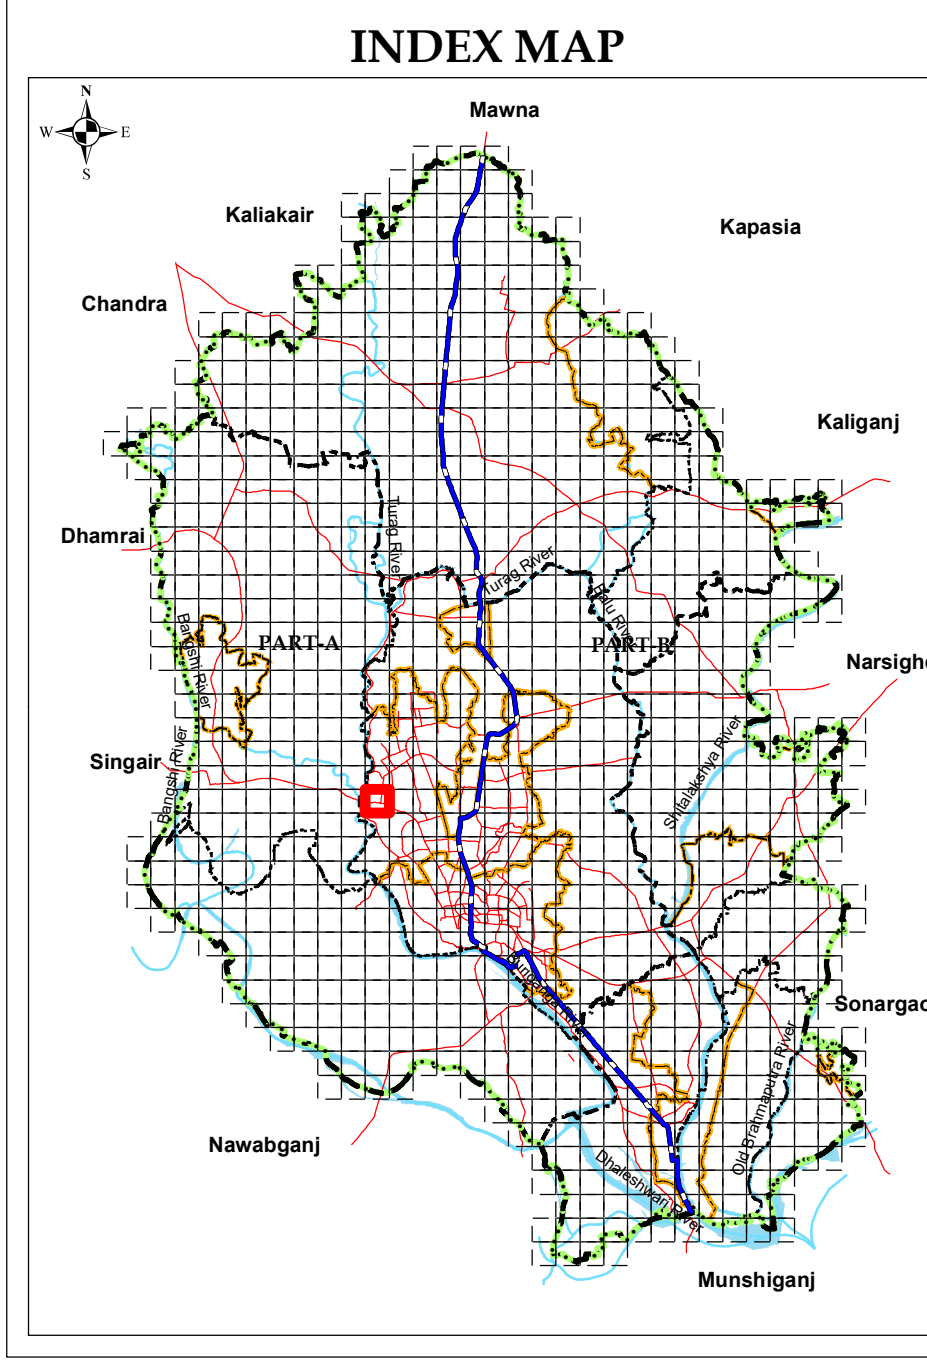 INDEX MAP
N
W E
S
Mawna
Kaliakair
Kapasia
Chandra
Kaliganj
Dhamrai
Turag River
Turag River
Balu River
Bangshi River
PART-A
PART-B
Narsighd
Singair
Bangshi River
Shitalakshya River
Buriganga River
Sonargao
Old Brahmaputra River
Nawabganj
Dhaleshwari River
Munshiganj